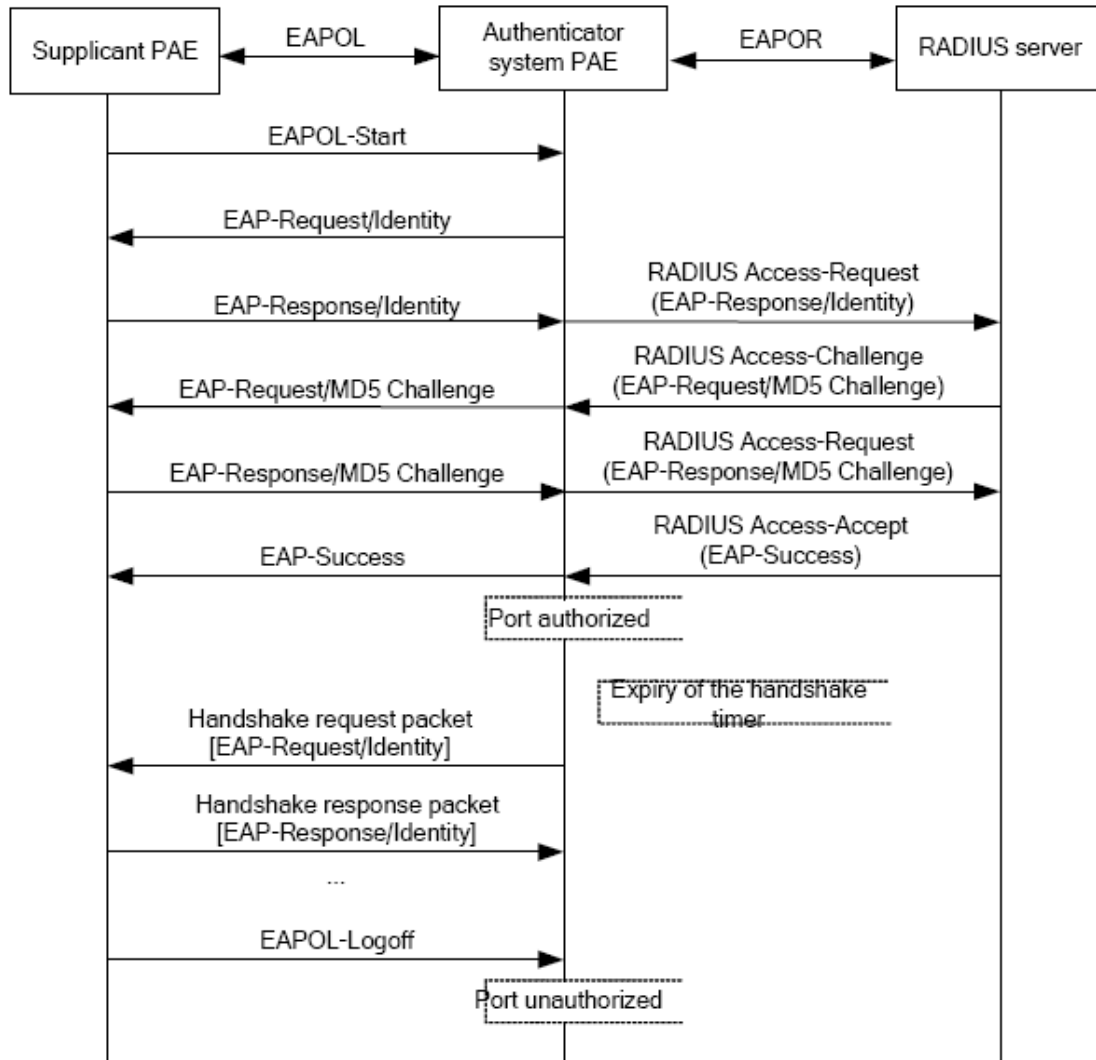 Supplicant PAE
EAPOL
Authenticator
system PAE
EAPOR
RADIUS server
EAPOL-Start
EAP-Request/Identity
EAP-Response/Identity
RADIUS Access-Request
(EAP-Response/Identity)
EAP-Request/MD5 Challenge
RADIUS Access-Challenge
(EAP-Request/MD5 Challenge)
EAP-Response/MD5 Challenge
RADIUS Access-Request
(EAP-Response/MD5 Challenge)
EAP-Success
RADIUS Access-Accept
(EAP-Success)
Port authorized
Expiry of the handshake
timer
Handshake request packet
[EAP-Request/Identity]
Handshake response packet
[EAP-Response/Identity]
...
EAPOL-Logoff
Port unauthorized